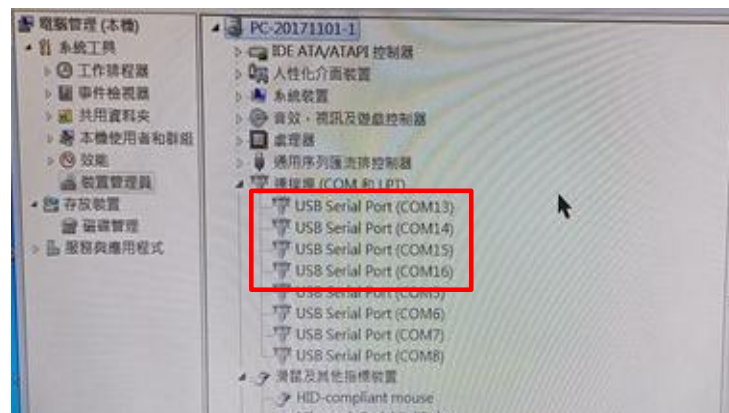 電腦管理 (本機)
系統工具
工作排程器
事件檢視器
共用資料夾
本機使用者和群組
效能
裝置管理員
存放裝置
磁碟管理
服務與應用程式
PC-20171101-1
IDE ATA/ATAPI 控制器
人性化介面裝置
系統裝置
音效、視訊及遊戲控制器
處理器
通用序列匯流排控制器
連接埠 (COM 和 LPT)
USB Serial Port (COM13)
USB Serial Port (COM14)
USB Serial Port (COM15)
USB Serial Port (COM16)
USB Serial Port (COM5)
USB Serial Port (COM6)
USB Serial Port (COM7)
USB Serial Port (COM8)
滑鼠及其他指標裝置
HID-compliant mouse